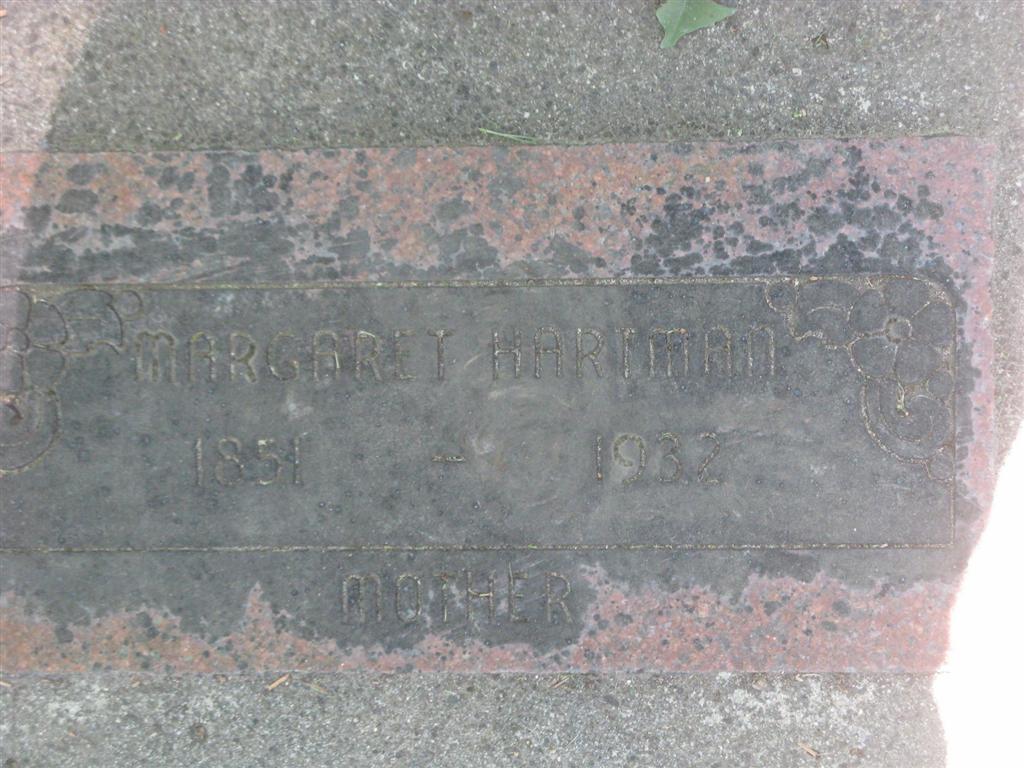 MARGARET HARTMAN
1851 - 1932
MOTHER